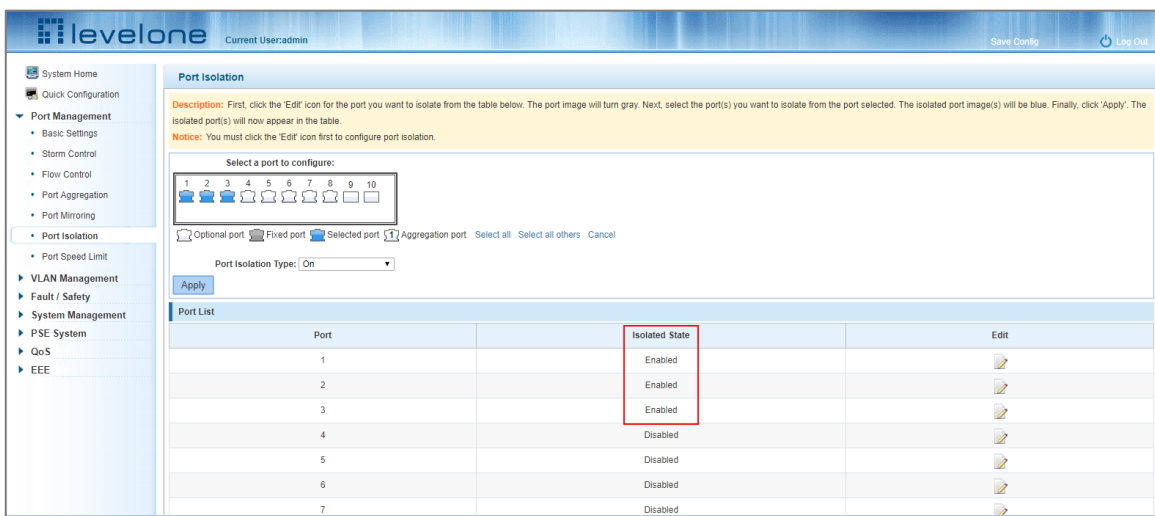 levelone Current User:admin Save Config Log Out
System Home
Quick Configuration
Port Management
Basic Settings
Storm Control
Flow Control
Port Aggregation
Port Mirroring
Port Isolation
Port Speed Limit
VLAN Management
Fault / Safety
System Management
PSE System
QoS
EEE
Port Isolation
Description: First, click the 'Edit' icon for the port you want to isolate from the table below. The port image will turn gray. Next, select the port(s) you want to isolate from the port selected. The isolated port image(s) will be blue. Finally, click 'Apply'. The
isolated port(s) will now appear in the table.
Notice: You must click the 'Edit' icon first to configure port isolation.
Select a port to configure:
1 2 3 4 5 6 7 8 9 10
Optional port Fixed port Selected port 1 Aggregation port Select all Select all others Cancel
Port Isolation Type: On
Apply
Port List
Port Isolated State Edit
1 Enabled
2 Enabled
3 Enabled
4 Disabled
5 Disabled
6 Disabled
7 Disabled